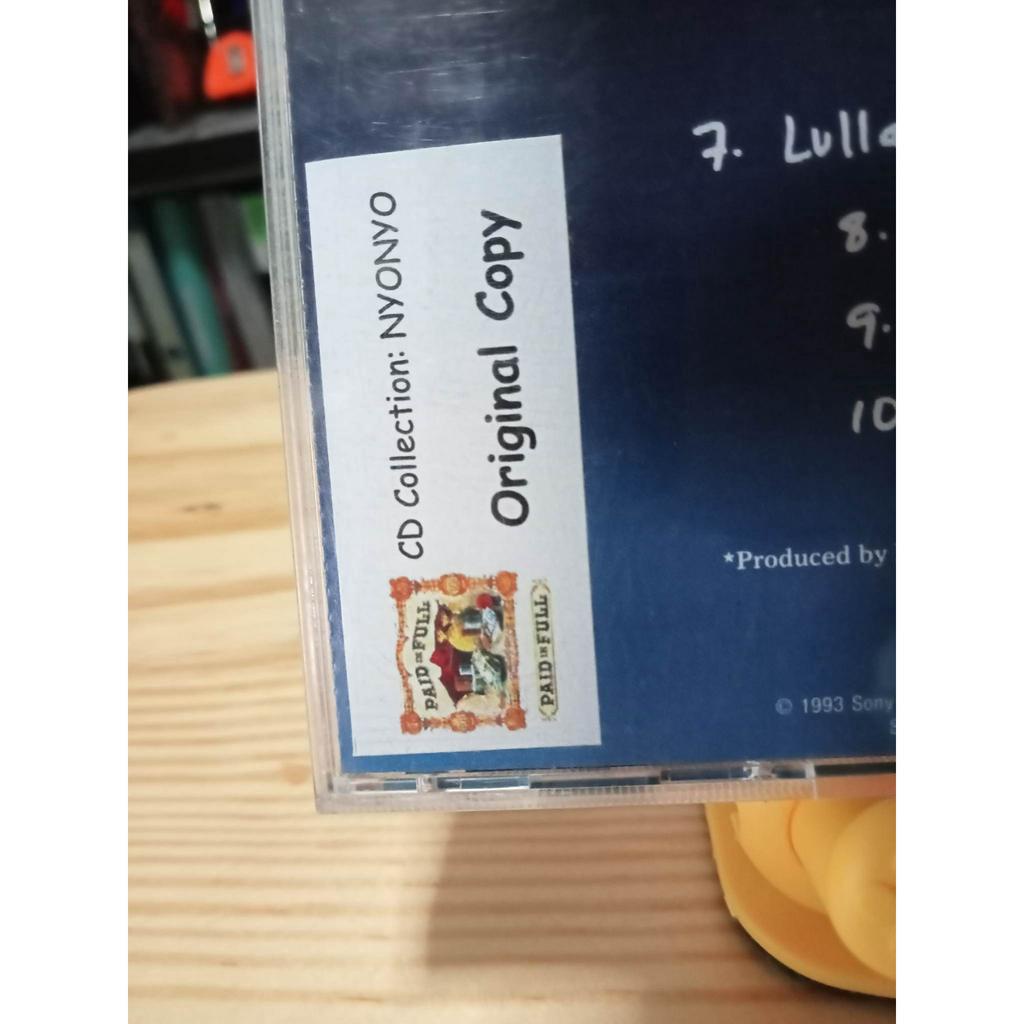 CD Collection: NYONYO
Original Copy
PAID IN FULL
PAID IN FULL
7. Lull
8.
9.
10
*Produced by
© 1993 Sony
S